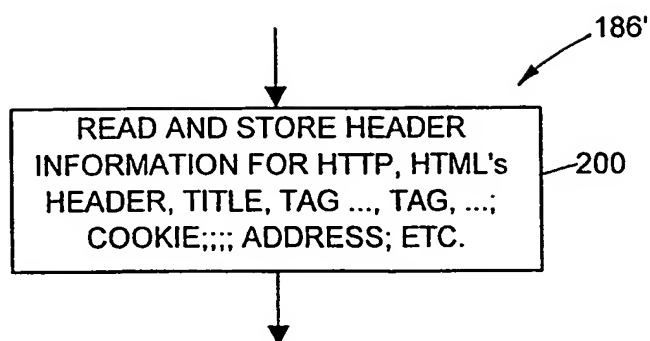 186'
READ AND STORE HEADER
INFORMATION FOR HTTP, HTML's
HEADER, TITLE, TAG ..., TAG, ...;
COOKIE;;;; ADDRESS; ETC.
200